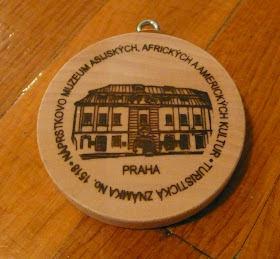 NÁPRSTKOVO MUZEUM ASIJSKÝCH, AFRICKÝCH A AMERICKÝCH KULTUR • TURISTICKÁ ZNÁMKA No. 1518 •
PRAHA